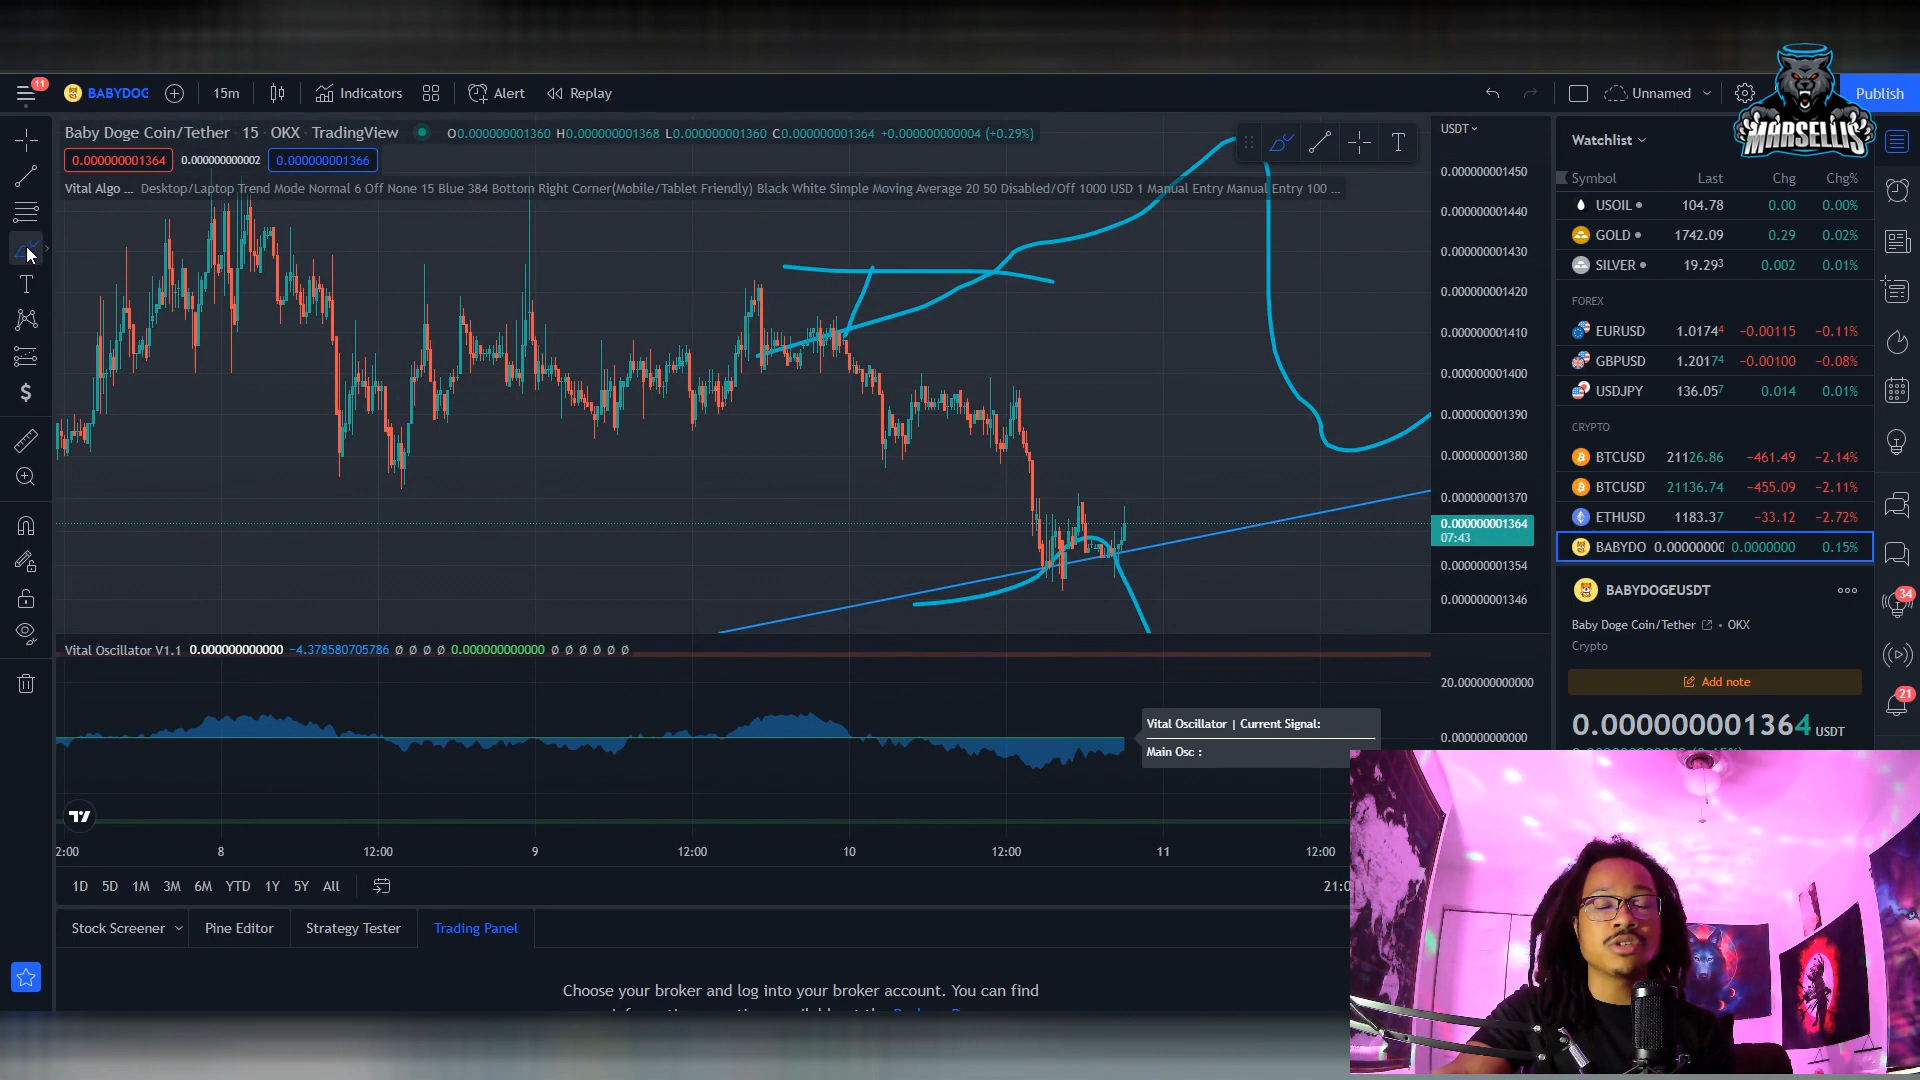 11 BABYDOG 15m Indicators Alert Replay Unnamed Publish
MARSELLIS
Baby Doge Coin/Tether · 15 · OKX · TradingView O0.000000001360 H0.000000001368 L0.000000001360 C0.000000001364 +0.000000000004 (+0.29%)
0.000000001364 0.000000000002 0.000000001366
Vital Algo ... Desktop/Laptop Trend Mode Normal 6 Off None 15 Blue 384 Bottom Right Corner(Mobile/Tablet Friendly) Black White Simple Moving Average 20 50 Disabled/Off 1000 USD 1 Manual Entry Manual Entry 100 ...
USDT
0.000000001450
0.000000001440
0.000000001430
0.000000001420
0.000000001410
0.000000001400
0.000000001390
0.000000001380
0.000000001370
0.000000001364
07:43
0.000000001354
0.000000001346
Vital Oscillator V1.1 0.000000000000 −4.378580705786 ∅ ∅ ∅ ∅ 0.000000000000 ∅ ∅ ∅ ∅ ∅ ∅
20.000000000000
0.000000000000
Vital Oscillator | Current Signal:
Main Osc :
2:00 8 12:00 9 12:00 10 12:00 11 12:00
1D 5D 1M 3M 6M YTD 1Y 5Y All
Stock Screener Pine Editor Strategy Tester Trading Panel
Choose your broker and log into your broker account. You can find
Watchlist
Symbol Last Chg Chg%
USOIL 104.78 0.00 0.00%
GOLD 1742.09 0.29 0.02%
SILVER 19.293 0.002 0.01%
FOREX
EURUSD 1.01744 −0.00115 −0.11%
GBPUSD 1.20174 −0.00100 −0.08%
USDJPY 136.057 0.014 0.01%
CRYPTO
BTCUSD 21126.86 −461.49 −2.14%
BTCUSD 21136.74 −455.09 −2.11%
ETHUSD 1183.37 −33.12 −2.72%
BABYDO 0.00000000 0.0000000 0.15%
BABYDOGEUSDT
Baby Doge Coin/Tether • OKX
Crypto
Add note
0.000000001364 USDT
34
21